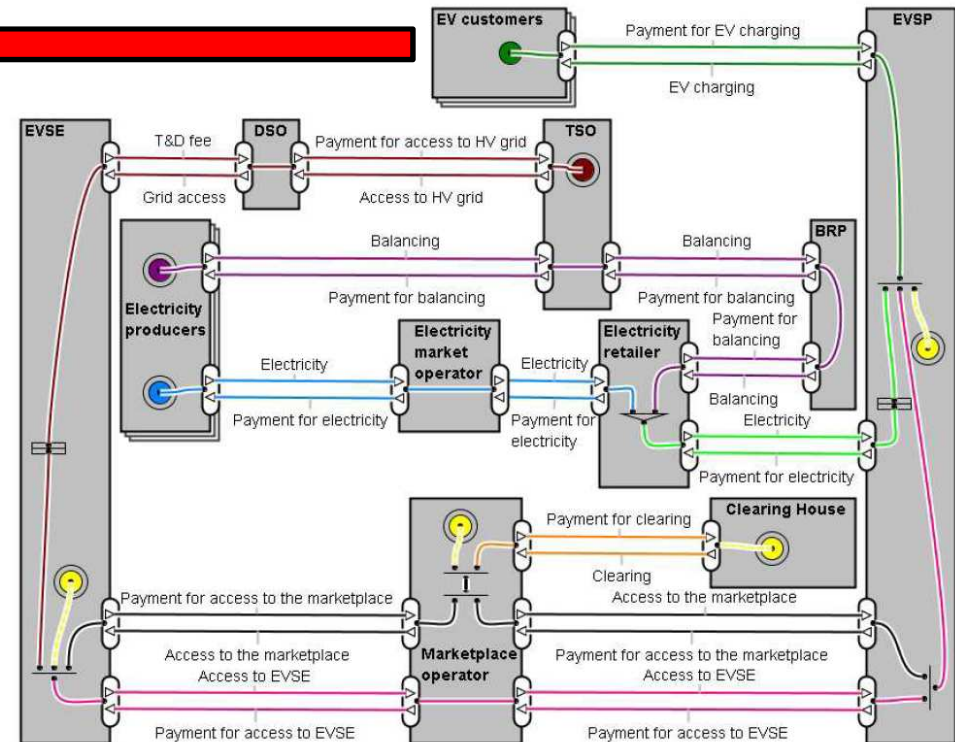 EV customers
EVSP
Payment for EV charging
EV charging
EVSE
DSO
TSO
T&D fee
Payment for access to HV grid
Grid access
Access to HV grid
BRP
Balancing
Balancing
Payment for balancing
Payment for balancing
Electricity
producers
Electricity
market
operator
Electricity
retailer
Payment for
balancing
Electricity
Electricity
Balancing
Payment for electricity
Payment for
electricity
Electricity
Payment for electricity
Clearing House
Payment for clearing
Clearing
Payment for access to the marketplace
Access to the marketplace
Access to the marketplace
Marketplace
operator
Payment for access to the marketplace
Access to EVSE
Access to EVSE
Payment for access to EVSE
Payment for access to EVSE